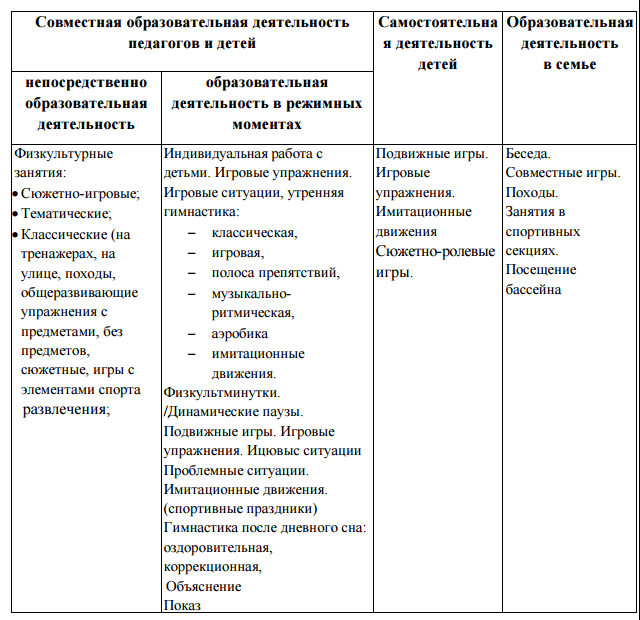 Совместная образовательная деятельность
педагогов и детей
Самостоятельна
я деятельность
детей
Образовательная
деятельность
в семье
непосредственно
образовательная
деятельность
образовательная
деятельность в режимных
моментах
Физкультурные
занятия:
• Сюжетно-игровые;
• Тематические;
• Классические (на
тренажерах, на
улице, походы,
общеразвивающие
упражнения с
предметами, без
предметов,
сюжетные, игры с
элементами спорта
развлечения;
Индивидуальная работа с
детьми. Игровые упражнения.
Игровые ситуации, утренняя
гимнастика:
– классическая,
– игровая,
– полоса препятствий,
– музыкально-
ритмическая,
– аэробика
– имитационные
движения.
Физкультминутки.
/Динамические паузы.
Подвижные игры. Игровые
упражнения. Ицювыс ситуации
Проблемные ситуации.
Имитационные движения.
(спортивные праздники)
Гимнастика после дневного сна:
оздоровительная,
коррекционная,
Объяснение
Показ
Подвижные игры.
Игровые
упражнения.
Имитационные
движения
Сюжетно-ролевые
игры.
Беседа.
Совместные игры.
Походы.
Занятия в
спортивных
секциях.
Посещение
бассейна